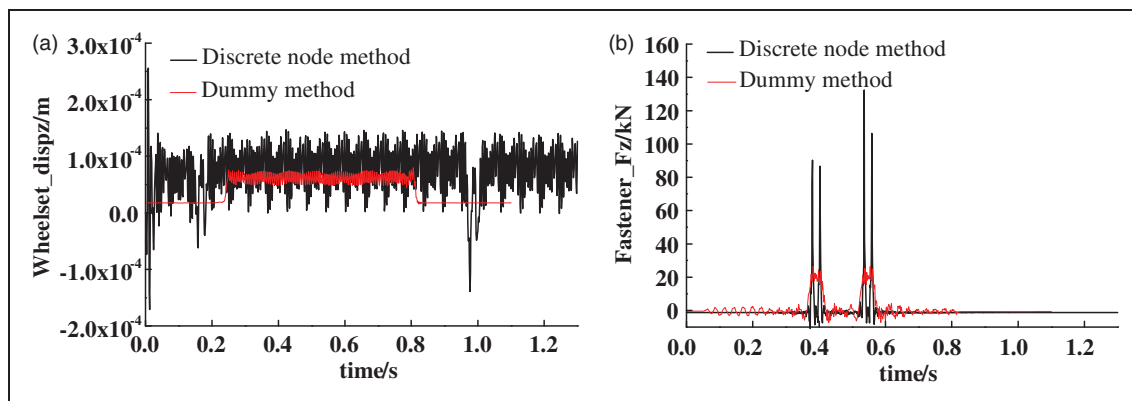 (a)
3.0x10-4
2.0x10-4
1.0x10-4
0.0
-1.0x10-4
-2.0x10-4
Wheelset_dispz/m
Discrete node method
Dummy method
0.0 0.2 0.4 0.6 0.8 1.0 1.2
time/s
(b)
160
140
120
100
80
60
40
20
0
Fastener_Fz/kN
Discrete node method
Dummy method
0.0 0.2 0.4 0.6 0.8 1.0 1.2
time/s